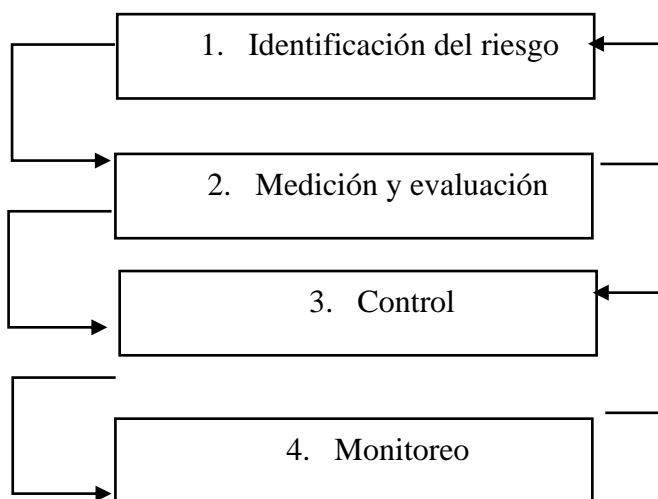 1. Identificación del riesgo
2. Medición y evaluación
3. Control
4. Monitoreo